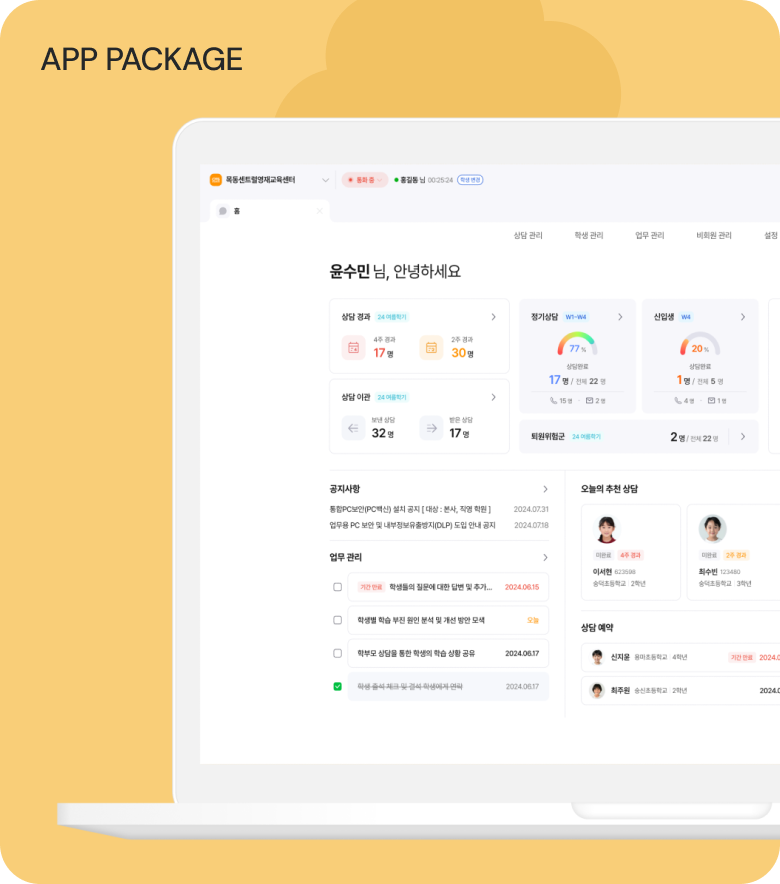 APP PACKAGE
목동센트럴영재교육센터
통화 중
홍길동 님 00:25:24
학생 변경
홈
상담 관리 학생 관리 업무 관리 비회원 관리 설정
윤수민 님, 안녕하세요
상담 경과 24 여름학기
4주 경과
17 명
2주 경과
30 명
상담 이관 24 여름학기
보낸 상담
32 명
받은 상담
17 명
정기상담 W1~W4
77 %
상담완료
17 명 / 전체 22 명
15 명 · 2 명
신입생 W4
20 %
상담완료
1 명 / 전체 5 명
4 명 · 1 명
퇴원위험군 24 여름학기
2 명 / 전체 22 명
공지사항
통합PC보안(PC백신) 설치 공지 [ 대상 : 본사, 직영 학원 ] 2024.07.31
업무용 PC 보안 및 내부정보유출방지(DLP) 도입 안내 공지 2024.07.18
업무 관리
기간 만료 학생들의 질문에 대한 답변 및 추가... 2024.06.15
학생별 학습 부진 원인 분석 및 개선 방안 모색 오늘
학부모 상담을 통한 학생의 학습 상황 공유 2024.06.17
학생 출석 체크 및 결석 학생에게 연락 2024.06.17
오늘의 추천 상담
미완료 4주 경과
이서현 623598
숭덕초등학교 2학년
미완료 2주 경과
최수빈 123480
숭덕초등학교 3학년
상담 예약
신지윤 용마초등학교 4학년 기간 만료 2024.0
최주원 숭신초등학교 2학년 2024.0